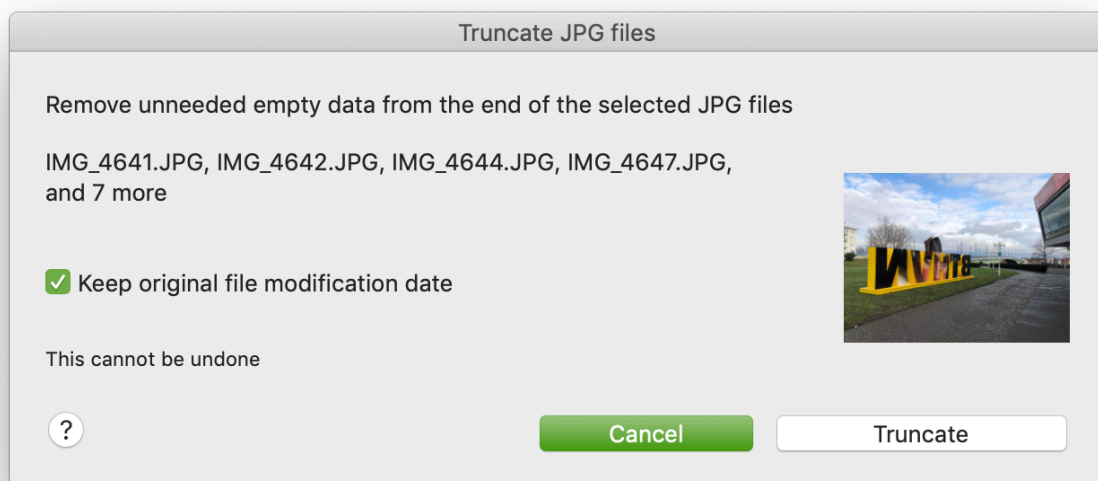 Truncate JPG files
Remove unneeded empty data from the end of the selected JPG files
IMG_4641.JPG, IMG_4642.JPG, IMG_4644.JPG, IMG_4647.JPG,
and 7 more
Keep original file modification date
This cannot be undone
?
Cancel
Truncate